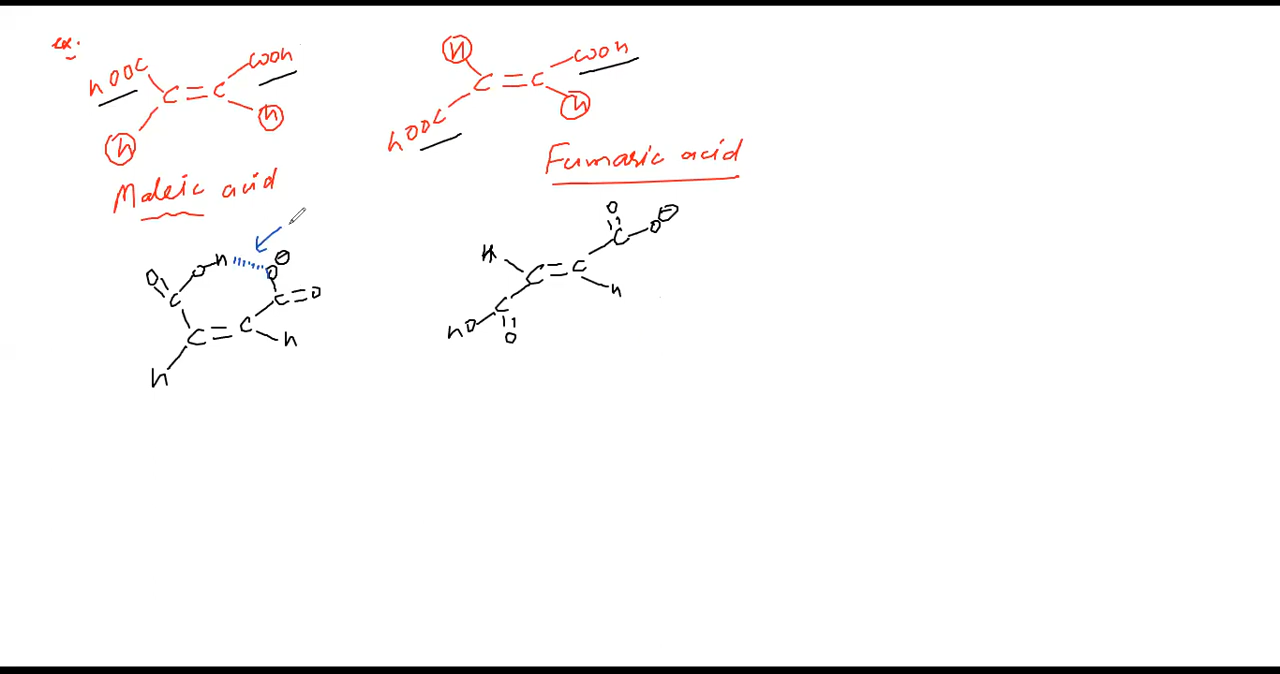 ex.
HOOC COOH
C=C
H H
Maleic acid
H COOH
C=C
HOOC H
Fumaric acid
O O H O ⊖
C C=O
C=C H
H
O O ⊖
C
H C=C
C H
HO
O